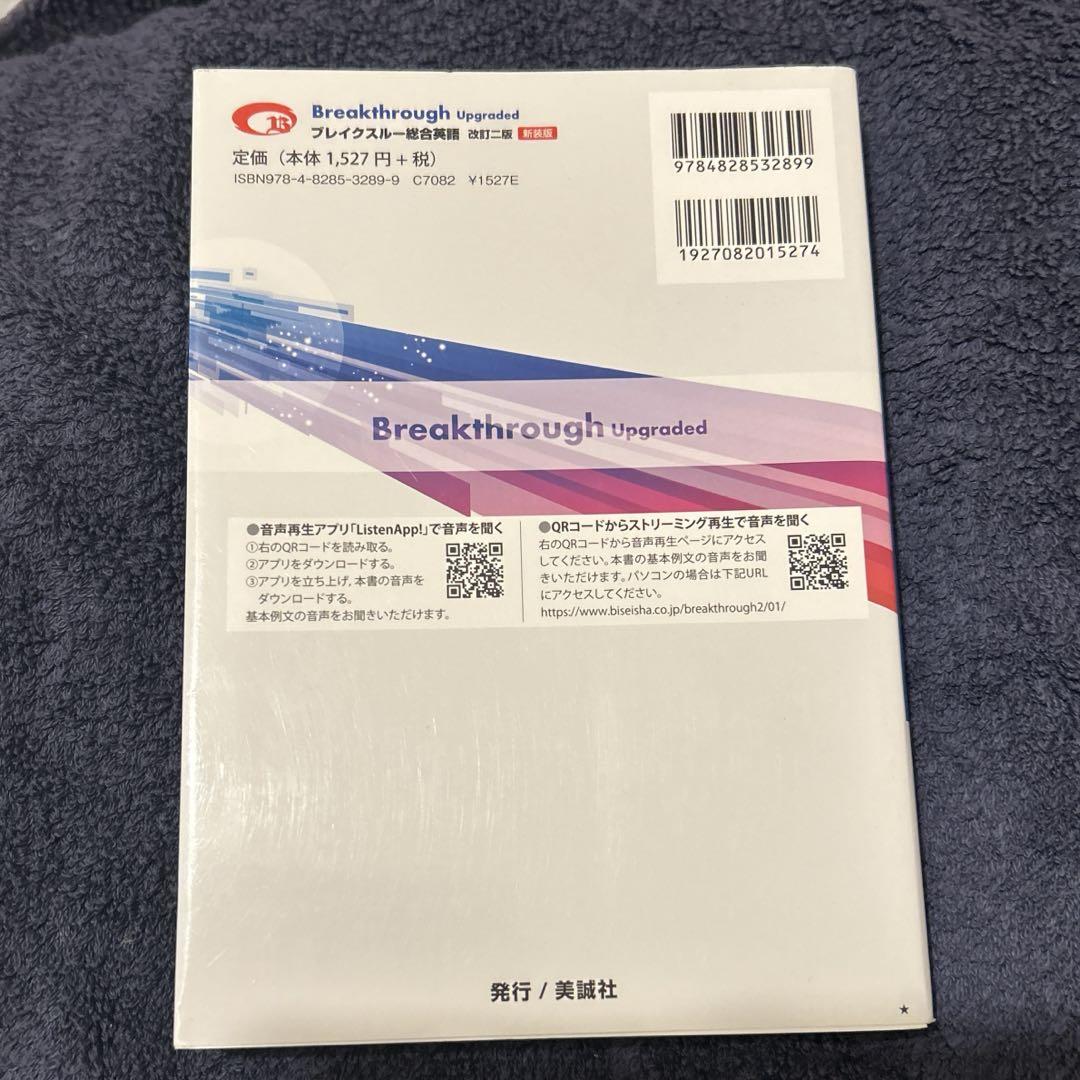 Breakthrough Upgraded
ブレイクスルー総合英語 改訂二版 新装版
定価（本体 1,527 円＋税）
ISBN978-4-8285-3289-9 C7082 ¥1527E
9784828532899
1927082015274
Breakthrough Upgraded
●音声再生アプリ｢ListenApp!｣で音声を聞く
①右のQRコードを読み取る。
②アプリをダウンロードする。
③アプリを立ち上げ, 本書の音声を
ダウンロードする。
基本例文の音声をお聞きいただけます。
●QRコードからストリーミング再生で音声を聞く
右のQRコードから音声再生ページにアクセス
してください。本書の基本例文の音声をお聞
きいただけます。パソコンの場合は下記URL
にアクセスしてください。
https://www.biseisha.co.jp/breakthrough2/01/
発行 / 美誠社
★